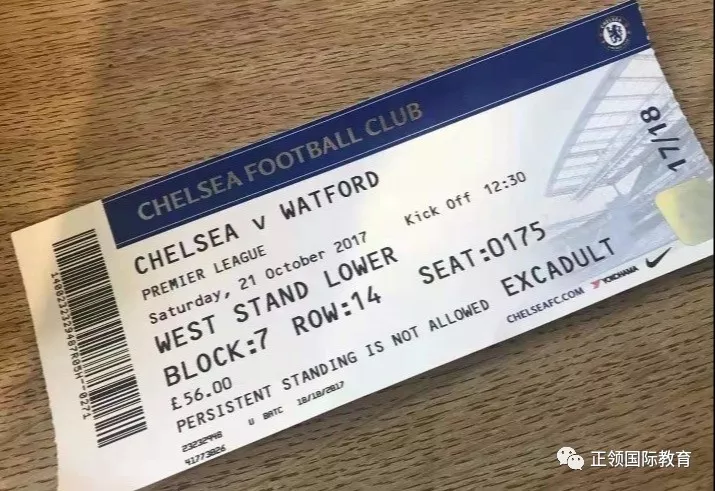 CHELSEA FOOTBALL CLUB
17/18
CHELSEA V WATFORD
PREMIER LEAGUE
Saturday, 21 October 2017
Kick Off 12:30
WEST STAND LOWER
BLOCK:7 ROW:14 SEAT:0175
£56.00
EXCADULT
PERSISTENT STANDING IS NOT ALLOWED
CHELSEAFC.COM YOKOHAMA
U BATC 18/10/2017
23232448
41773826
正领国际教育